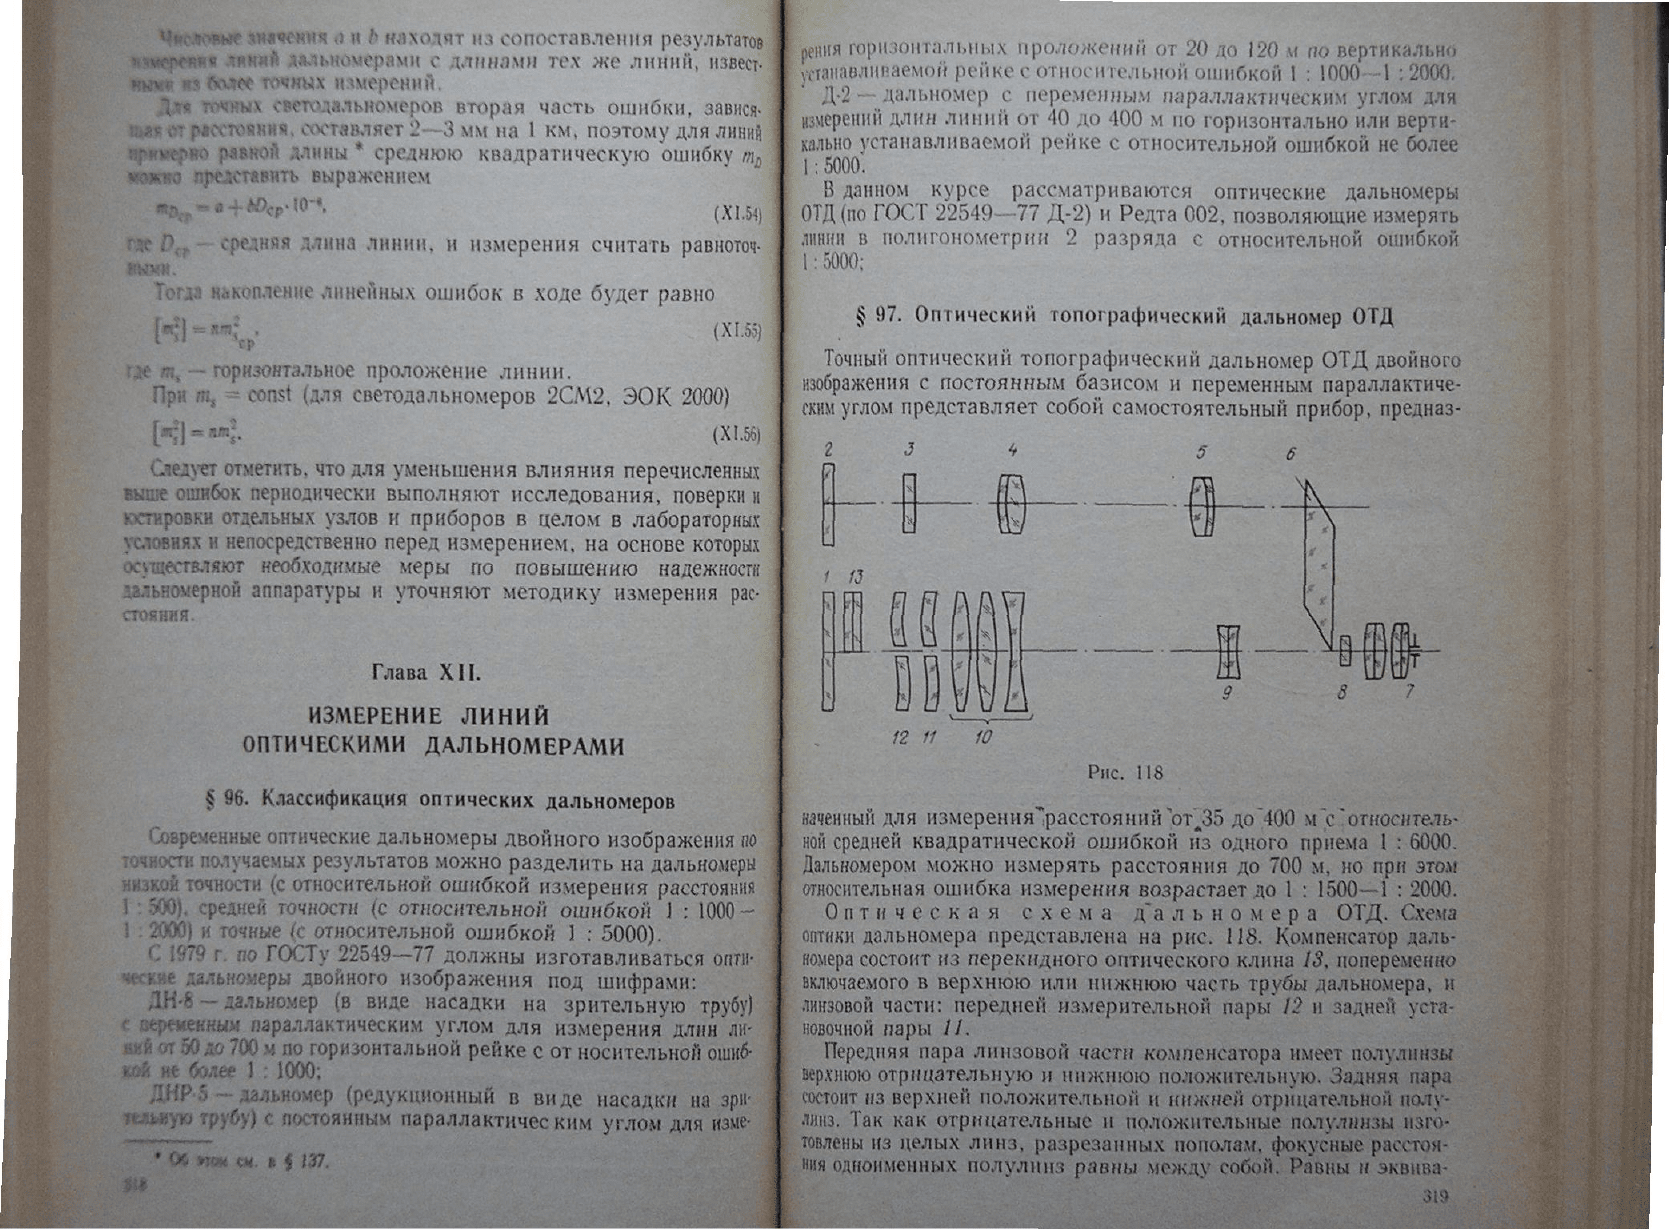 Числовые значения a и b находят из сопоставления результатов
измерения линий дальномерами с длинами тех же линий, извест-
ными из более точных измерений.
Для точных светодальномеров вторая часть ошибки, завися-
щая от расстояния, составляет 2—3 мм на 1 км, поэтому для линий
примерно равной длины * среднюю квадратическую ошибку m_D
можно представить выражением
m_Dср = a + bDср·10⁻⁶, (XI.54)
где Dср — средняя длина линии, и измерения считать равноточ-
ными.
Тогда накопление линейных ошибок в ходе будет равно
[m²ₛ] = nm²ₛср, (XI.55)
где mₛ — горизонтальное проложение линии.
При mₛ = const (для светодальномеров 2СМ2, ЭОК 2000)
[m²ₛ] = nm²ₛ. (XI.56)
Следует отметить, что для уменьшения влияния перечисленных
выше ошибок периодически выполняют исследования, поверки и
юстировки отдельных узлов и приборов в целом в лабораторных
условиях и непосредственно перед измерением, на основе которых
осуществляют необходимые меры по повышению надежности
дальномерной аппаратуры и уточняют методику измерения рас-
стояния.
Глава XII.
ИЗМЕРЕНИЕ ЛИНИЙ
ОПТИЧЕСКИМИ ДАЛЬНОМЕРАМИ
§ 96. Классификация оптических дальномеров
Современные оптические дальномеры двойного изображения по
точности получаемых результатов можно разделить на дальномеры
низкой точности (с относительной ошибкой измерения расстояния
1 : 500), средней точности (с относительной ошибкой 1 : 1000 —
1 : 2000) и точные (с относительной ошибкой 1 : 5000).
С 1979 г. по ГОСТу 22549—77 должны изготавливаться опти-
ческие дальномеры двойного изображения под шифрами:
ДН-8 — дальномер (в виде насадки на зрительную трубу)
с переменным параллактическим углом для измерения длин ли-
ний от 50 до 700 м по горизонтальной рейке с от носительной ошиб-
кой не более 1 : 1000;
ДНР-5 — дальномер (редукционный в виде насадки на зри-
тельную трубу) с постоянным параллактичес ким углом для изме-
* Об этом см. в § 137.
318
рения горизонтальных проложений от 20 до 120 м по вертикально
устанавливаемой рейке с относительной ошибкой 1 : 1000—1 : 2000.
Д-2 — дальномер с переменным параллактическим углом для
измерений длин линий от 40 до 400 м по горизонтально или верти-
кально устанавливаемой рейке с относительной ошибкой не более
1 : 5000.
В данном курсе рассматриваются оптические дальномеры
ОТД (по ГОСТ 22549—77 Д-2) и Редта 002, позволяющие измерять
линии в полигонометрии 2 разряда с относительной ошибкой
1 : 5000;
§ 97. Оптический топографический дальномер ОТД
Точный оптический топографический дальномер ОТД двойного
изображения с постоянным базисом и переменным параллактиче-
ским углом представляет собой самостоятельный прибор, предназ-
2 3 4 5 6
1 13
9 8 7
12 11 10
Рис. 118
наченный для измерения расстояний от 35 до 400 м с относитель-
ной средней квадратической ошибкой из одного приема 1 : 6000.
Дальномером можно измерять расстояния до 700 м, но при этом
относительная ошибка измерения возрастает до 1 : 1500—1 : 2000.
Оптическая схема дальномера ОТД. Схема
оптики дальномера представлена на рис. 118. Компенсатор даль-
номера состоит из перекидного оптического клина 13, попеременно
включаемого в верхнюю или нижнюю часть трубы дальномера, и
линзовой части: передней измерительной пары 12 и задней уста-
новочной пары 11.
Передняя пара линзовой части компенсатора имеет полулинзы
верхнюю отрицательную и нижнюю положительную. Задняя пара
состоит из верхней положительной и нижней отрицательной полу-
линз. Так как отрицательные и положительные полулинзы изго-
товлены из целых линз, разрезанных пополам, фокусные расстоя-
ния одноименных полулинз равны между собой. Равны и эквива-
319